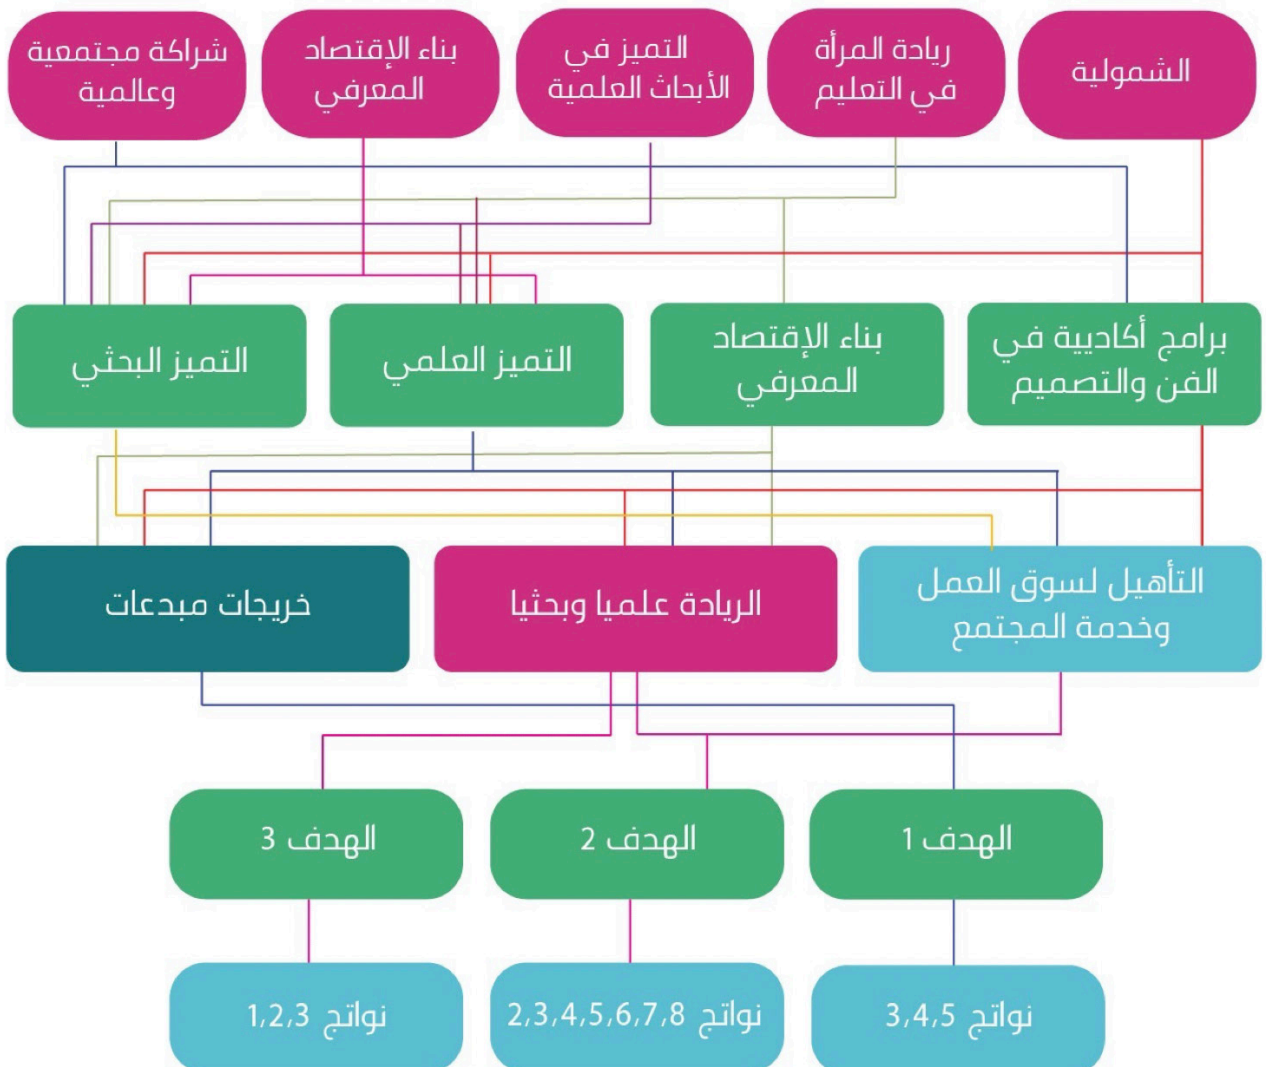 الشمولية
ريادة المرأة
في التعليم
التميز في
الأبحاث العلمية
بناء الإقتصاد
المعرفي
شراكة مجتمعية
وعالمية
برامج أكاديية في
الفن والتصميم
بناء الإقتصاد
المعرفي
التميز العلمي
التميز البحثي
التأهيل لسوق العمل
وخدمة المجتمع
الريادة علميا وبحثيا
خريجات مبدعات
الهدف 1
الهدف 2
الهدف 3
نواتج 3,4,5
نواتج 2,3,4,5,6,7,8
نواتج 1,2,3